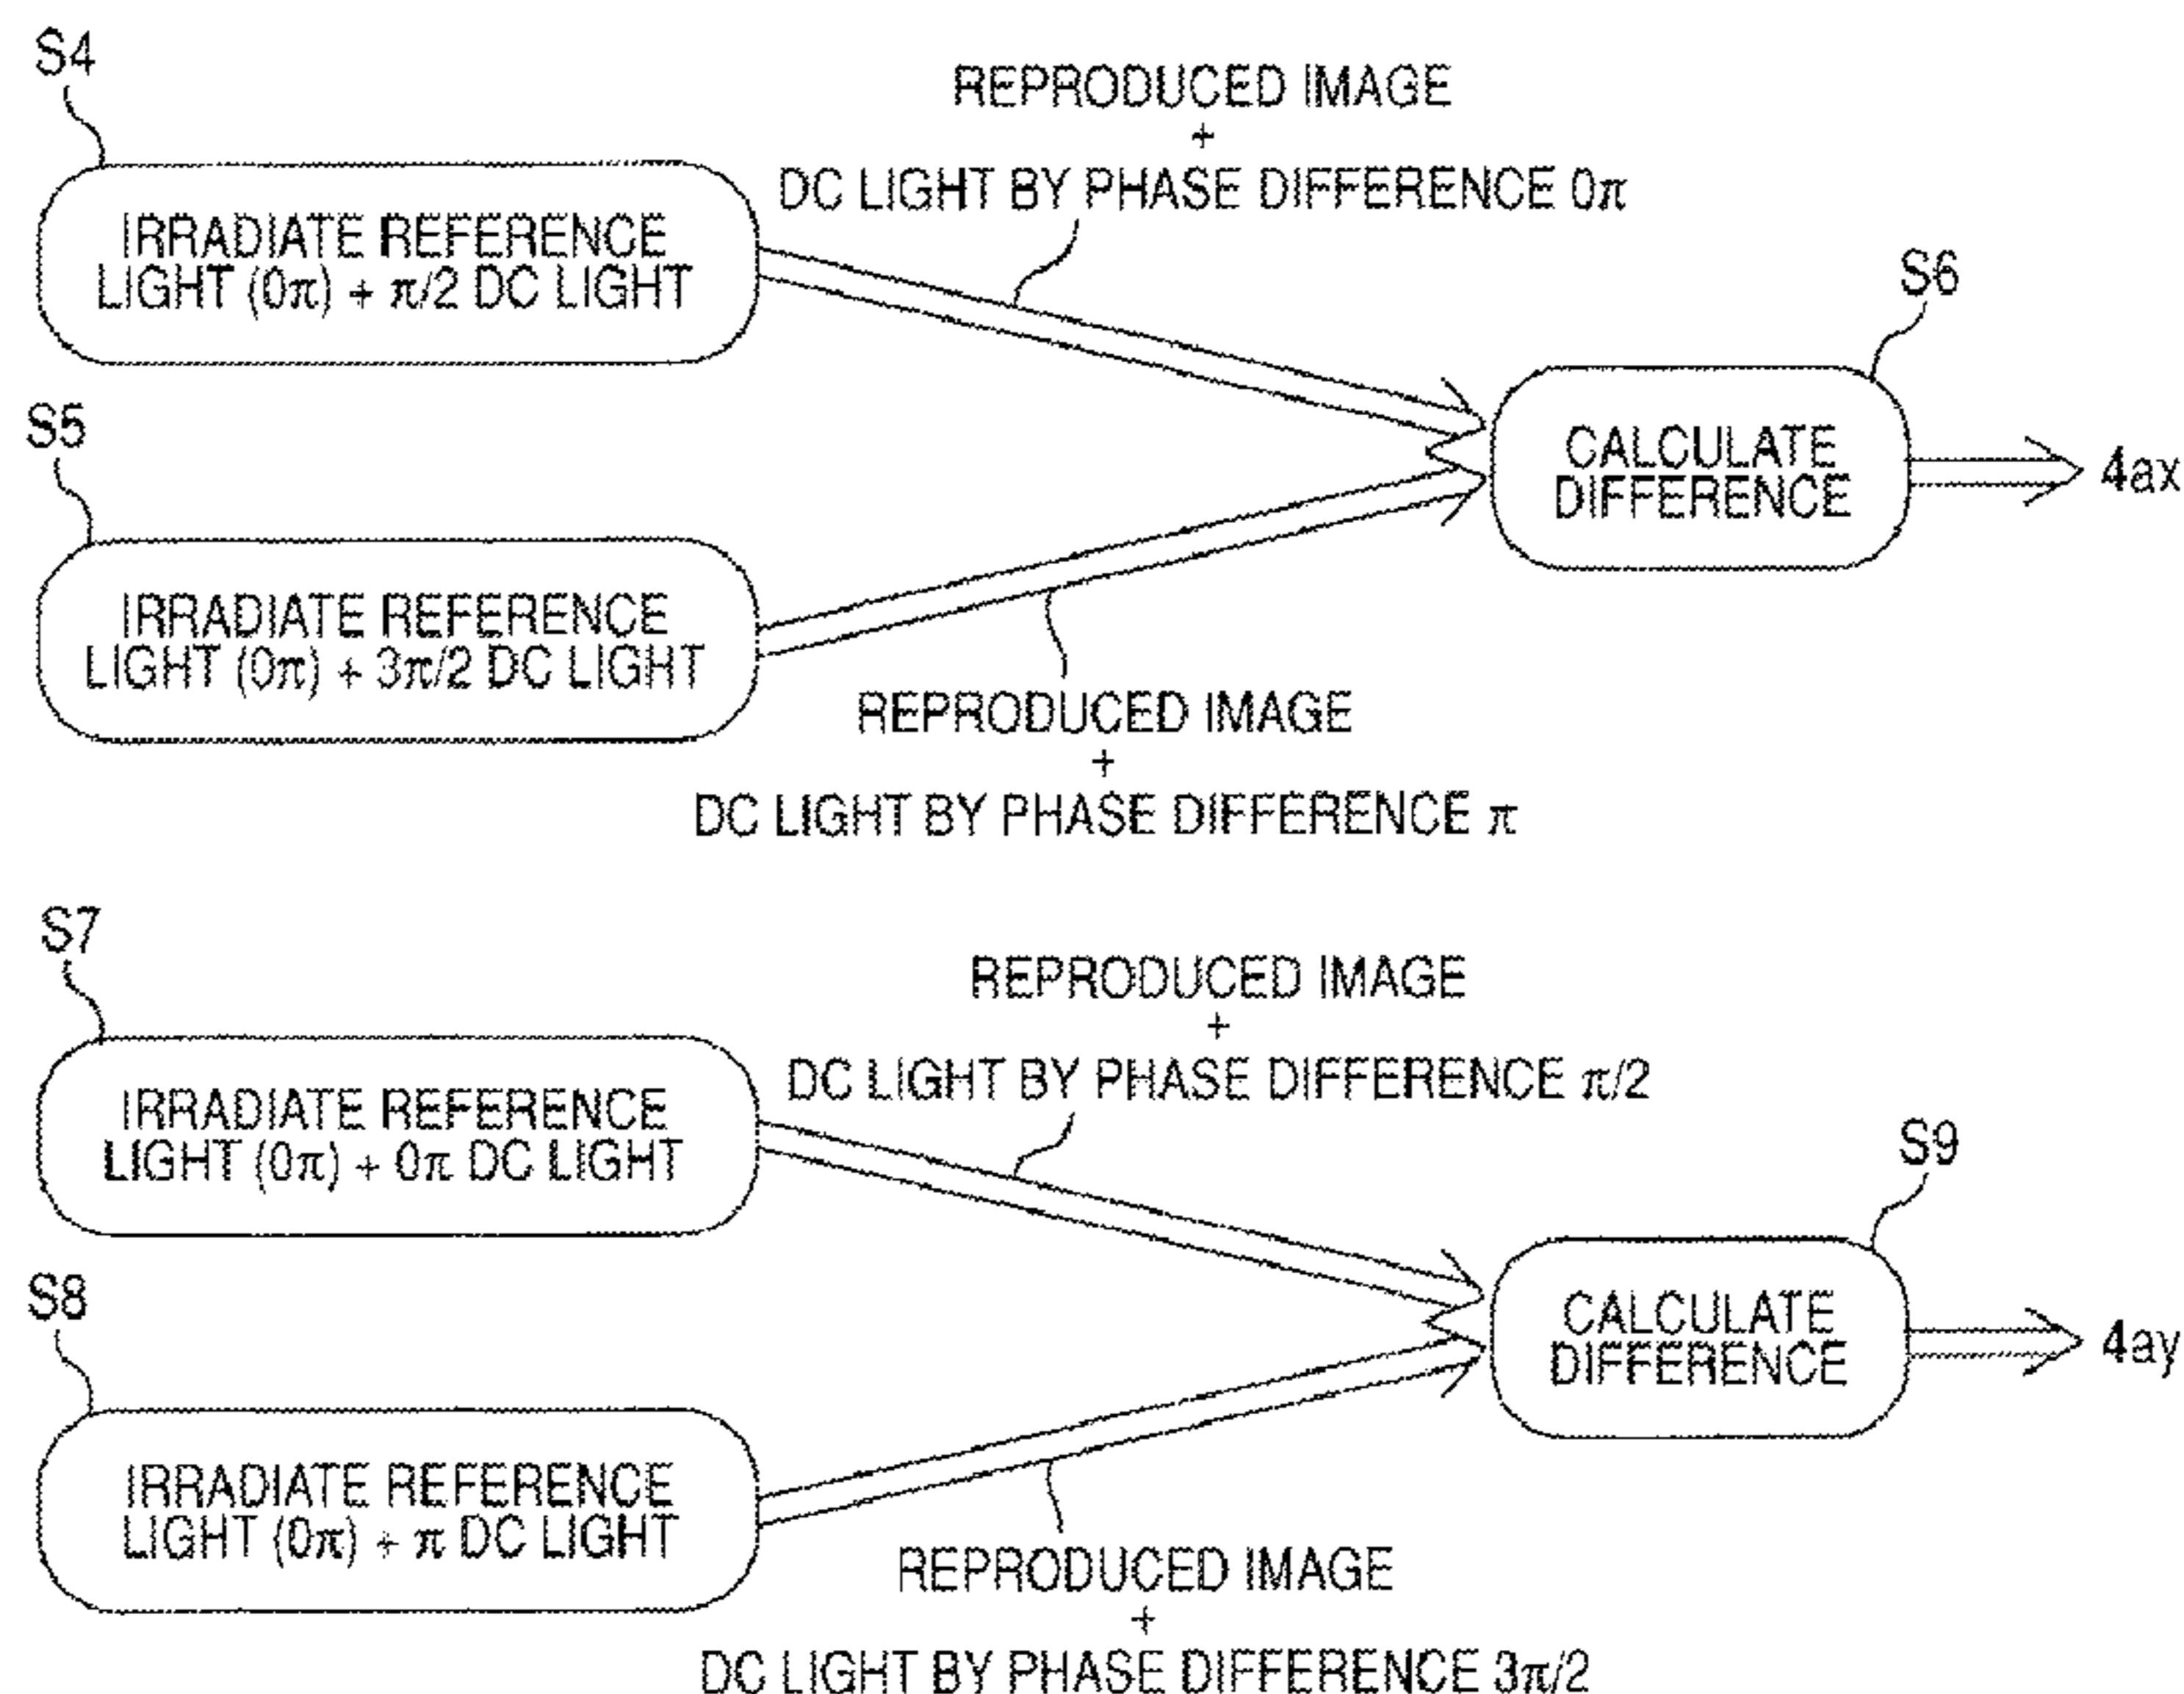 S4
REPRODUCED IMAGE
+
DC LIGHT BY PHASE DIFFERENCE 0π
IRRADIATE REFERENCE
LIGHT (0π) + π/2 DC LIGHT
S6
CALCULATE
DIFFERENCE
4ax
S5
IRRADIATE REFERENCE
LIGHT (0π) + 3π/2 DC LIGHT
REPRODUCED IMAGE
+
DC LIGHT BY PHASE DIFFERENCE π
S7
REPRODUCED IMAGE
+
DC LIGHT BY PHASE DIFFERENCE π/2
IRRADIATE REFERENCE
LIGHT (0π) + 0π DC LIGHT
S9
CALCULATE
DIFFERENCE
4ay
S8
IRRADIATE REFERENCE
LIGHT (0π) + π DC LIGHT
REPRODUCED IMAGE
+
DC LIGHT BY PHASE DIFFERENCE 3π/2